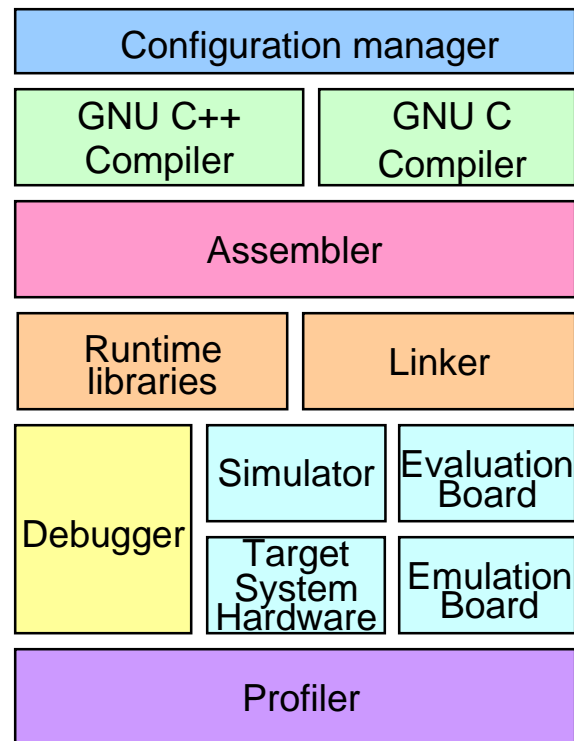 Configuration manager
GNU C++
Compiler
GNU C
Compiler
Assembler
Runtime
libraries
Linker
Debugger
Simulator
Evaluation
Board
Target
System
Hardware
Emulation
Board
Profiler